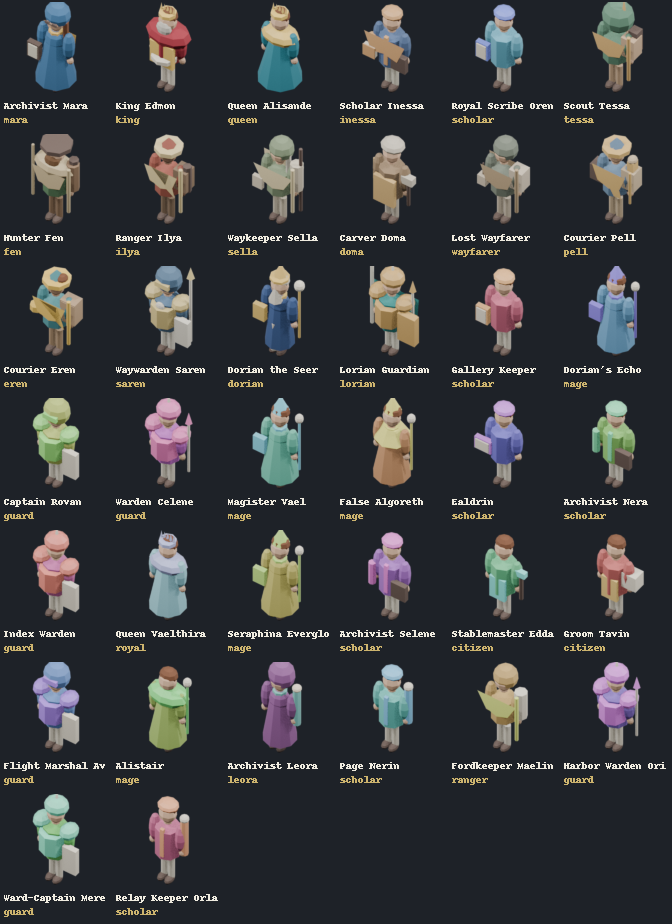 Archivist Mara
mara
King Edmon
king
Queen Alisande
queen
Scholar Inessa
inessa
Royal Scribe Oren
scholar
Scout Tessa
tessa
Hunter Fen
fen
Ranger Ilya
ilya
Waykeeper Sella
sella
Carver Doma
doma
Lost Wayfarer
wayfarer
Courier Pell
pell
Courier Eren
eren
Waywarden Saren
saren
Dorian the Seer
dorian
Lorian Guardian
lorian
Gallery Keeper
scholar
Dorian's Echo
mage
Captain Rovan
guard
Warden Celene
guard
Magister Vael
mage
False Algoreth
mage
Ealdrin
scholar
Archivist Nera
scholar
Index Warden
guard
Queen Vaelthira
royal
Seraphina Everglo
mage
Archivist Selene
scholar
Stablemaster Edda
citizen
Groom Tavin
citizen
Flight Marshal Av
guard
Alistair
mage
Archivist Leora
leora
Page Nerin
scholar
Fordkeeper Maelin
ranger
Harbor Warden Ori
guard
Ward-Captain Mere
guard
Relay Keeper Orla
scholar